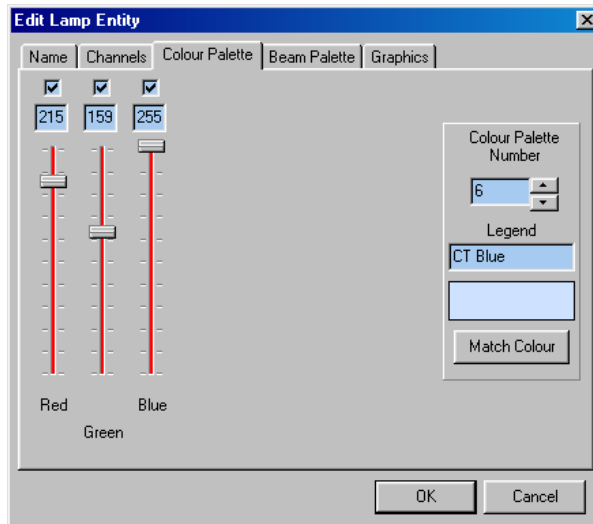 Edit Lamp Entity
Name Channels Colour Palette Beam Palette Graphics
215 159 255
Colour Palette
Number
6
Legend
CT Blue
Match Colour
Red Blue
Green
OK Cancel